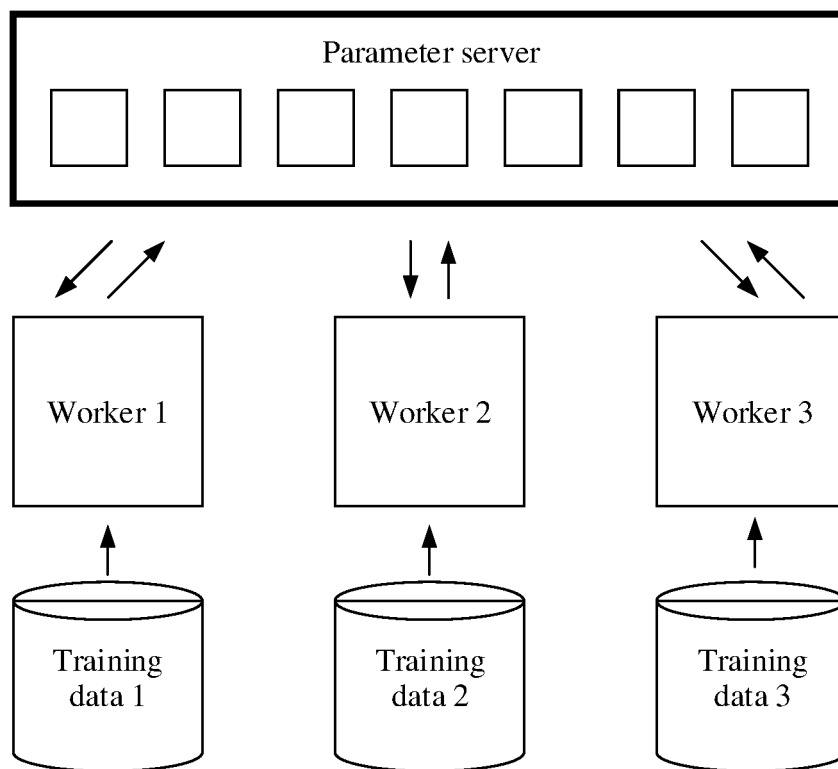 Parameter server
Worker 1
Worker 2
Worker 3
Training
data 1
Training
data 2
Training
data 3